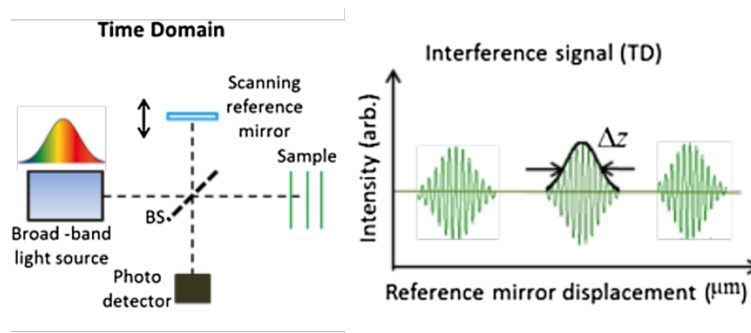 Time Domain
Scanning
reference
mirror
Sample
BS
Broad -band
light source
Photo
detector
Interference signal (TD)
Intensity (arb.)
Δz
Reference mirror displacement (µm)